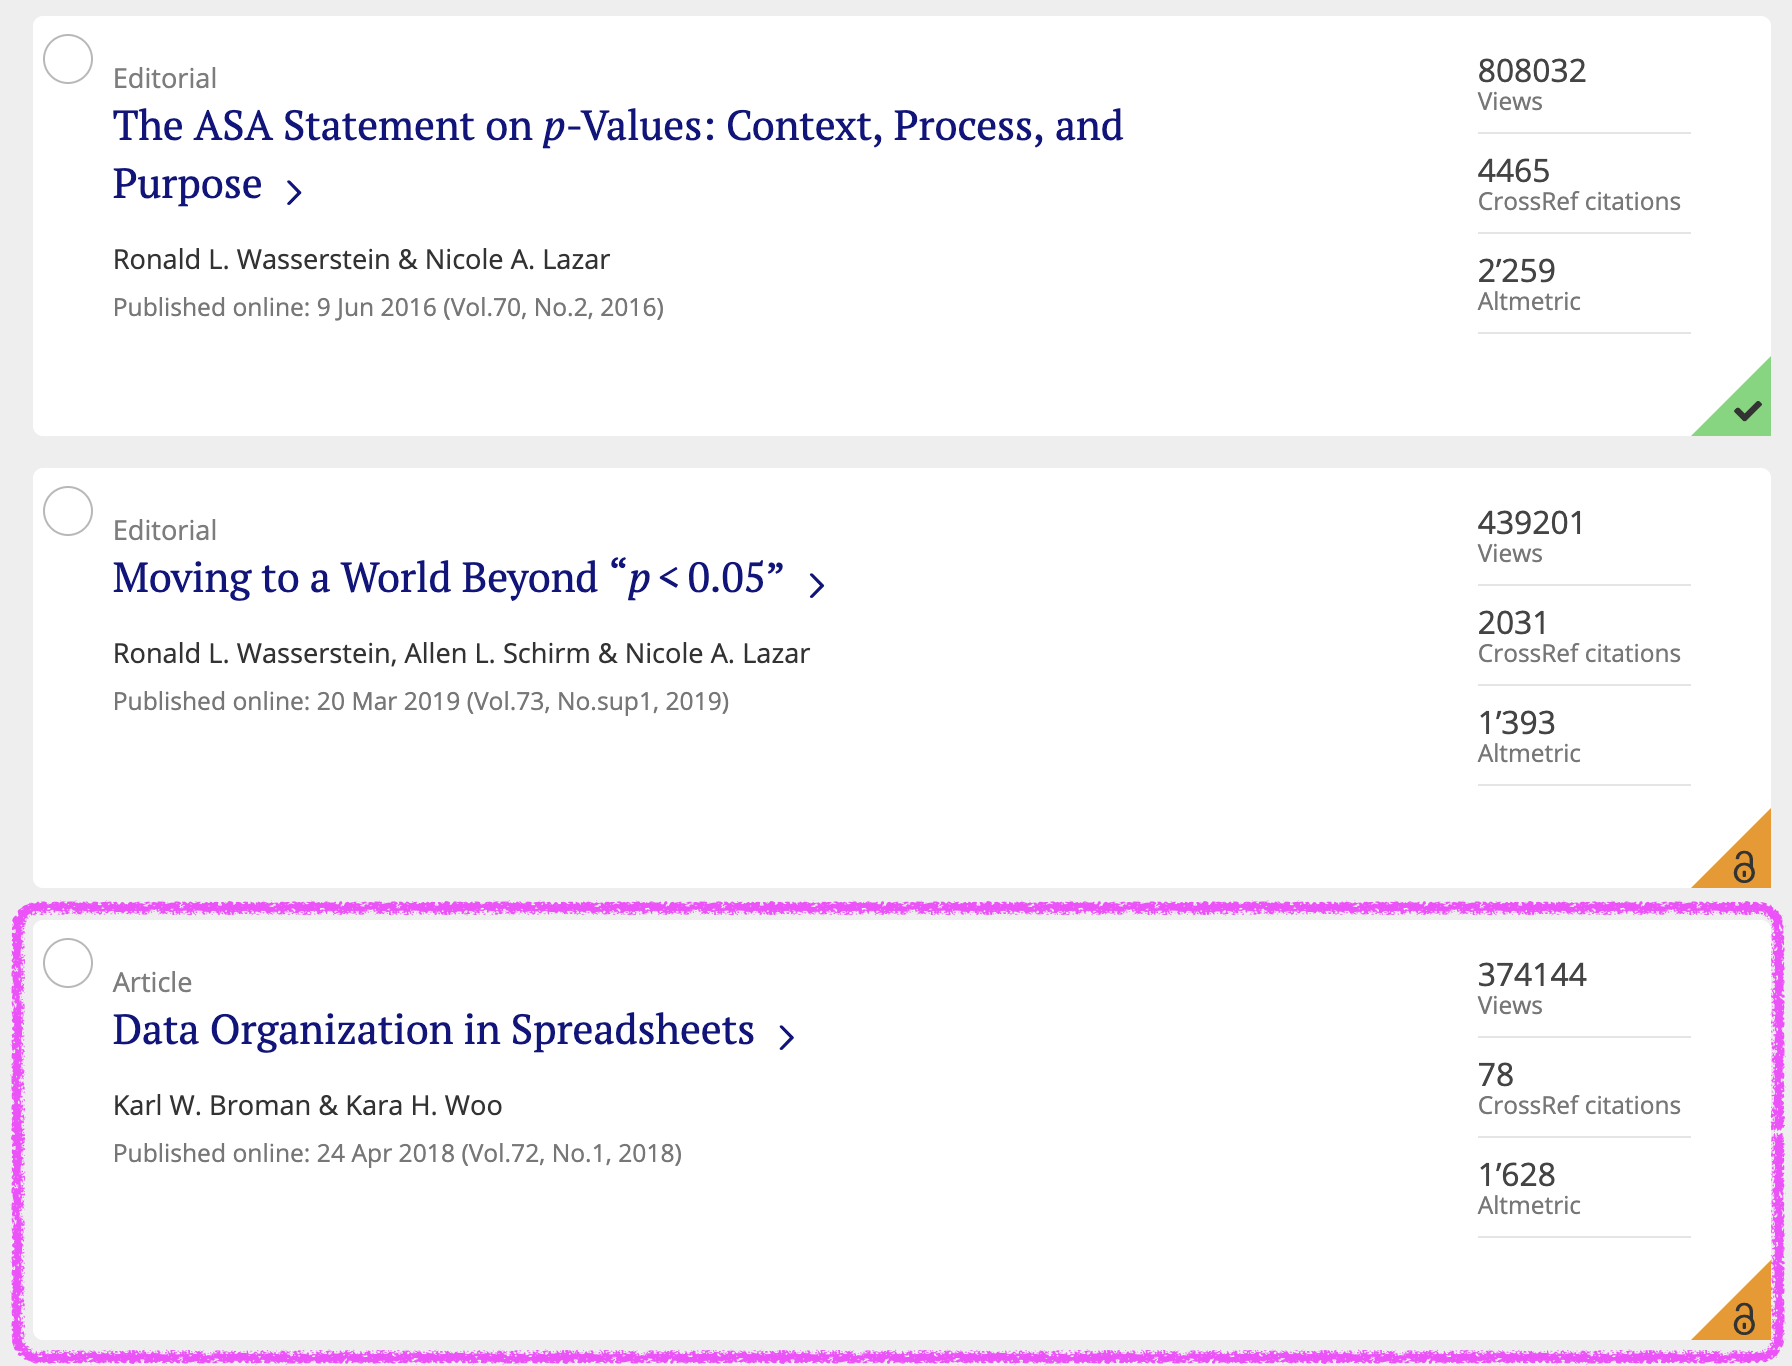 Editorial
The ASA Statement on p-Values: Context, Process, and
Purpose
Ronald L. Wasserstein & Nicole A. Lazar
Published online: 9 Jun 2016 (Vol.70, No.2, 2016)
808032
Views
4465
CrossRef citations
2’259
Altmetric
Editorial
Moving to a World Beyond “p < 0.05”
Ronald L. Wasserstein, Allen L. Schirm & Nicole A. Lazar
Published online: 20 Mar 2019 (Vol.73, No.sup1, 2019)
439201
Views
2031
CrossRef citations
1’393
Altmetric
Article
Data Organization in Spreadsheets
Karl W. Broman & Kara H. Woo
Published online: 24 Apr 2018 (Vol.72, No.1, 2018)
374144
Views
78
CrossRef citations
1’628
Altmetric